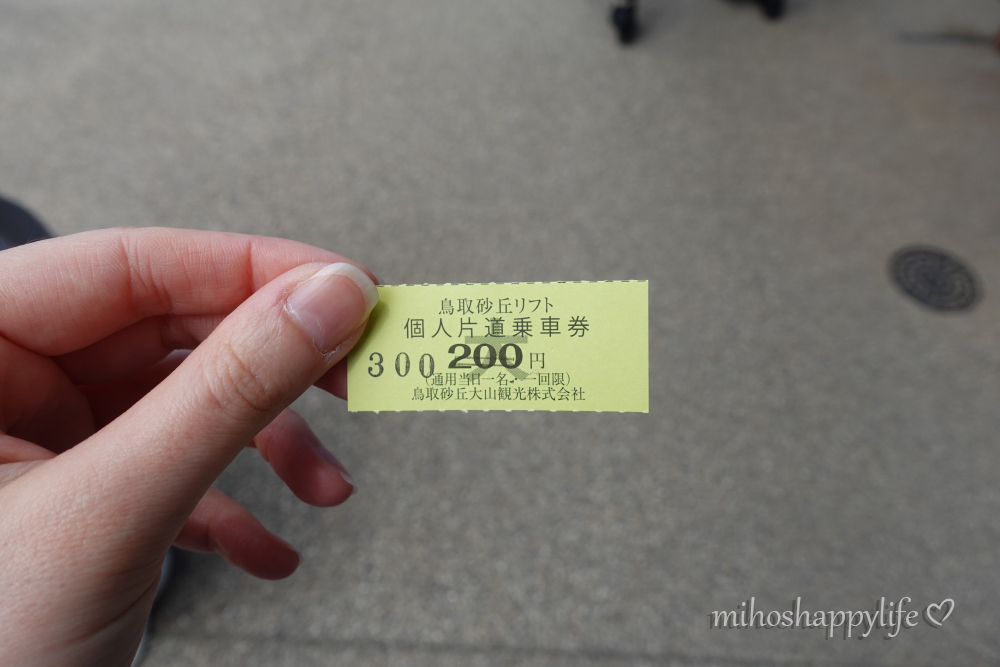 鳥取砂丘リフト
個人片道乗車券
300 200円
(通用当日一名・一回限)
鳥取砂丘大山観光株式会社
mihoshappylife♡